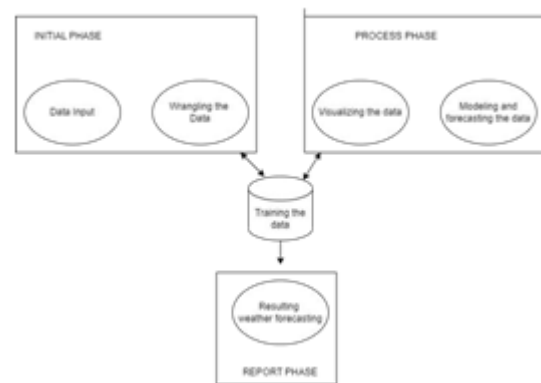 INITIAL PHASE
Data Input
Wrangling the
Data
PROCESS PHASE
Visualizing the data
Modeling and
forecasting the data
Training the
data
Resulting
weather forecasting
REPORT PHASE